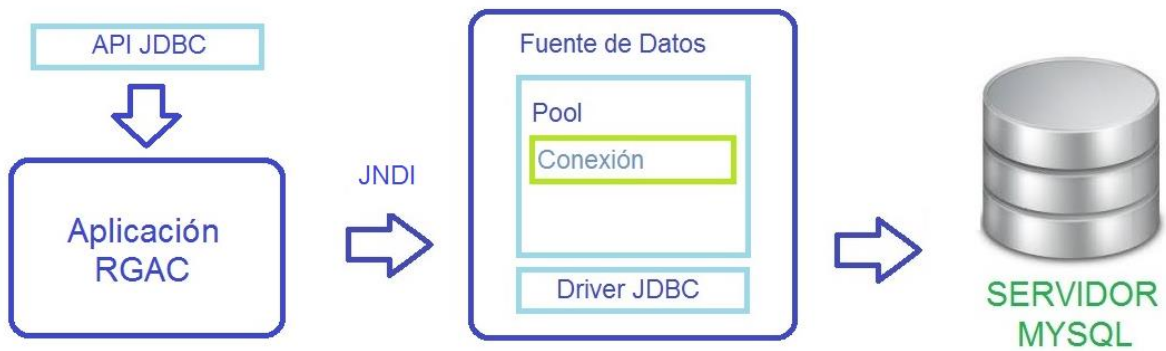 API JDBC
Aplicación
RGAC
JNDI
Fuente de Datos
Pool
Conexión
Driver JDBC
SERVIDOR
MYSQL